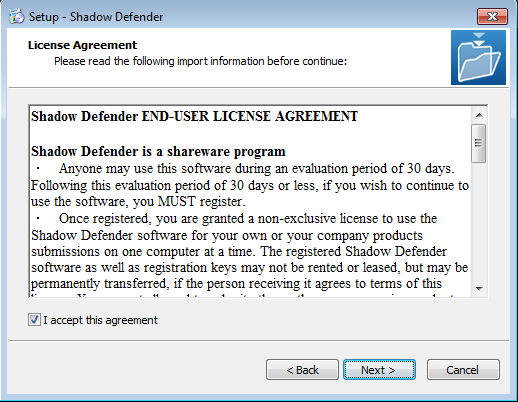 Setup - Shadow Defender
License Agreement
Please read the following import information before continue:
Shadow Defender END-USER LICENSE AGREEMENT
Shadow Defender is a shareware program
· Anyone may use this software during an evaluation period of 30 days.
Following this evaluation period of 30 days or less, if you wish to continue to
use the software, you MUST register.
· Once registered, you are granted a non-exclusive license to use the
Shadow Defender software for your own or your company products
submissions on one computer at a time. The registered Shadow Defender
software as well as registration keys may not be rented or leased, but may be
permanently transferred, if the person receiving it agrees to terms of this
I accept this agreement
< Back
Next >
Cancel